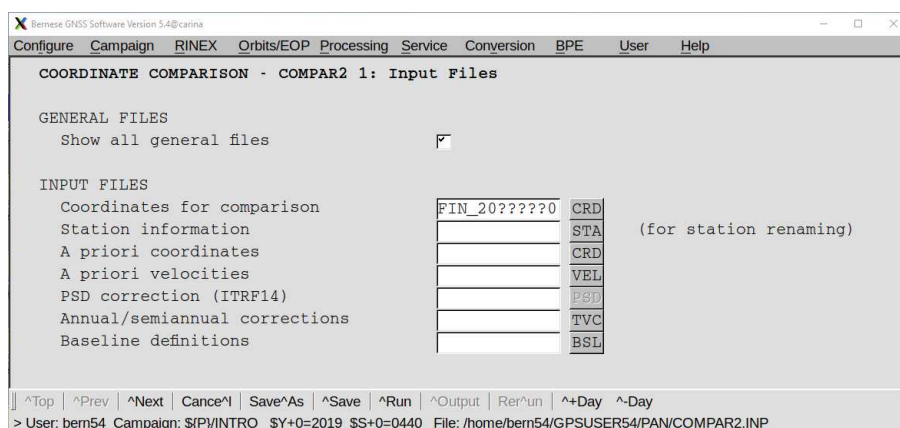 Bernese GNSS Software Version 5.4@carina
Configure Campaign RINEX Orbits/EOP Processing Service Conversion BPE User Help
COORDINATE COMPARISON - COMPAR2 1: Input Files
GENERAL FILES
Show all general files
INPUT FILES
Coordinates for comparison FIN_20?????0 CRD
Station information STA (for station renaming)
A priori coordinates CRD
A priori velocities VEL
PSD correction (ITRF14) PSD
Annual/semiannual corrections TVC
Baseline definitions BSL
^Top ^Prev ^Next Cance^l Save^As ^Save ^Run ^Output Rer^un ^+Day ^-Day
> User: bern54 Campaign: ${P}/INTRO $Y+0=2019 $S+0=0440 File: /home/bern54/GPSUSER54/PAN/COMPAR2.INP